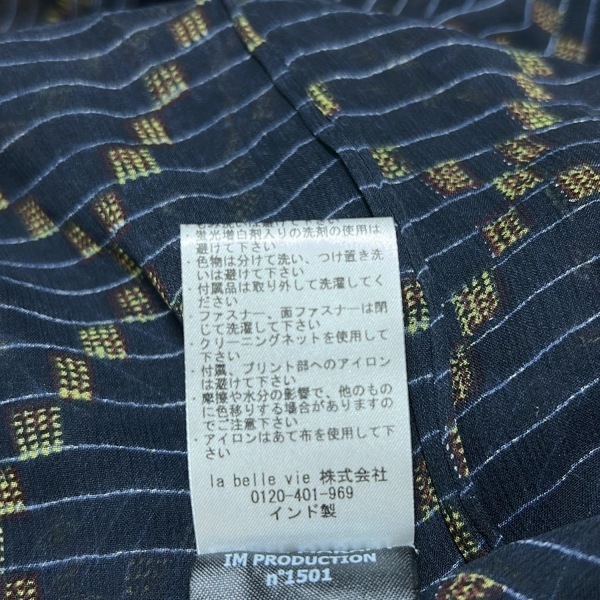 蛍光増白剤入りの洗剤の使用は
避けて下さい
・色物は分けて洗い、つけ置き洗
いは避けて下さい
・付属品は取り外して洗濯してく
ださい
・ファスナー、面ファスナーは閉
じて洗濯して下さい
・クリーニングネットを使用して
下さい
・付属、プリント部へのアイロン
は避けて下さい
・摩擦や水分の影響で、他のもの
に色移りする場合がありますので
ご注意下さい
・アイロンはあて布を使用して下
さい
la belle vie 株式会社
0120-401-969
インド製
IM PRODUCTION
n°1501